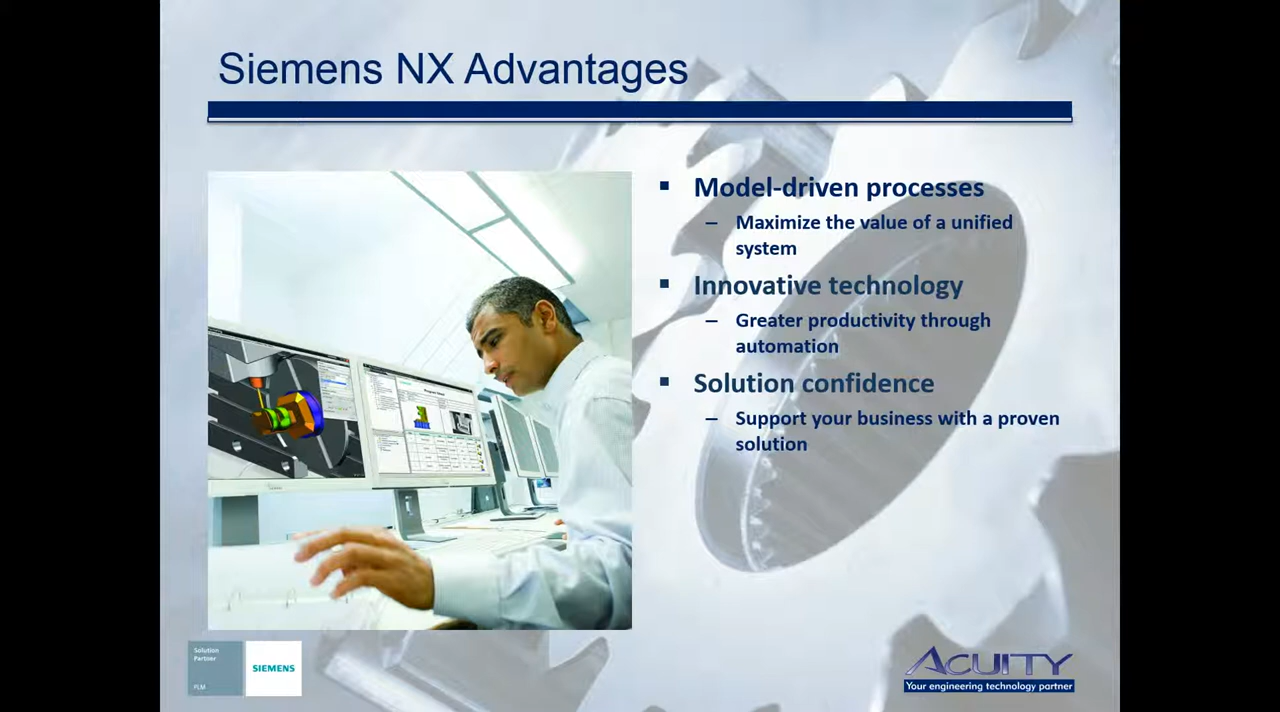 Siemens NX Advantages
▪ Model-driven processes
– Maximize the value of a unified
system
▪ Innovative technology
– Greater productivity through
automation
▪ Solution confidence
– Support your business with a proven
solution
Solution
Partner
PLM
SIEMENS
ACUITY
Your engineering technology partner